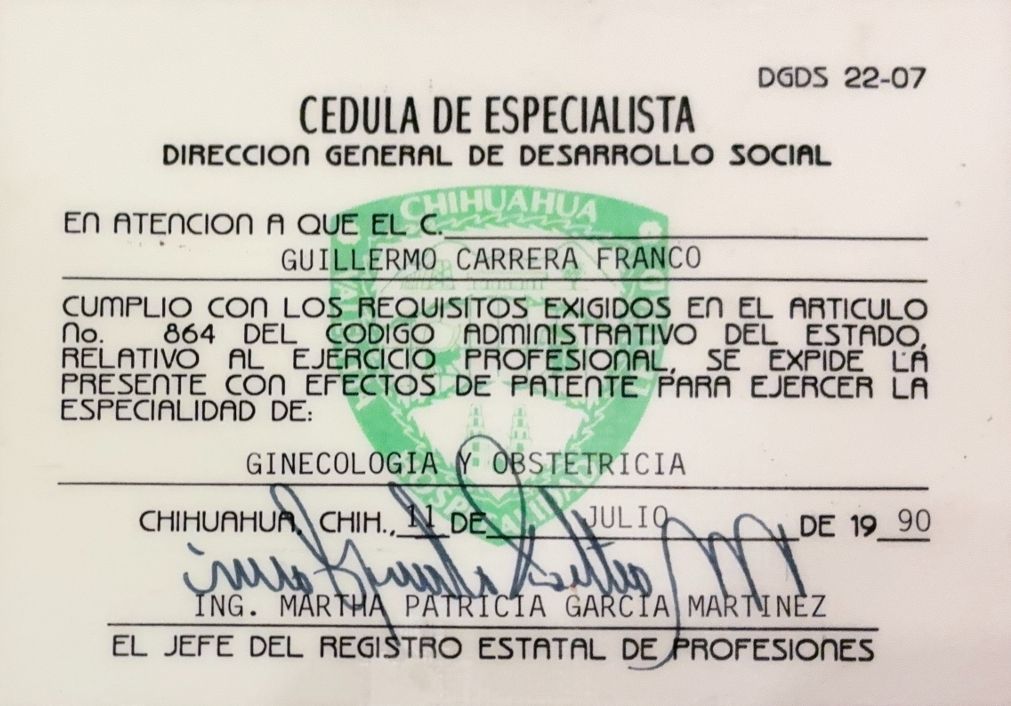 DGDS 22-07
CEDULA DE ESPECIALISTA
DIRECCION GENERAL DE DESARROLLO SOCIAL
CHIHUAHUA
EN ATENCION A QUE EL C.
GUILLERMO CARRERA FRANCO
CUMPLIO CON LOS REQUISITOS EXIGIDOS EN EL ARTICULO
No. 864 DEL CODIGO ADMINISTRATIVO DEL ESTADO,
RELATIVO AL EJERCICIO PROFESIONAL, SE EXPIDE LA
PRESENTE CON EFECTOS DE PATENTE PARA EJERCER LA
ESPECIALIDAD DE:
GINECOLOGIA Y OBSTETRICIA
CHIHUAHUA, CHIH., 11 DE JULIO DE 19 90
ING. MARTHA PATRICIA GARCIA MARTINEZ
EL JEFE DEL REGISTRO ESTATAL DE PROFESIONES